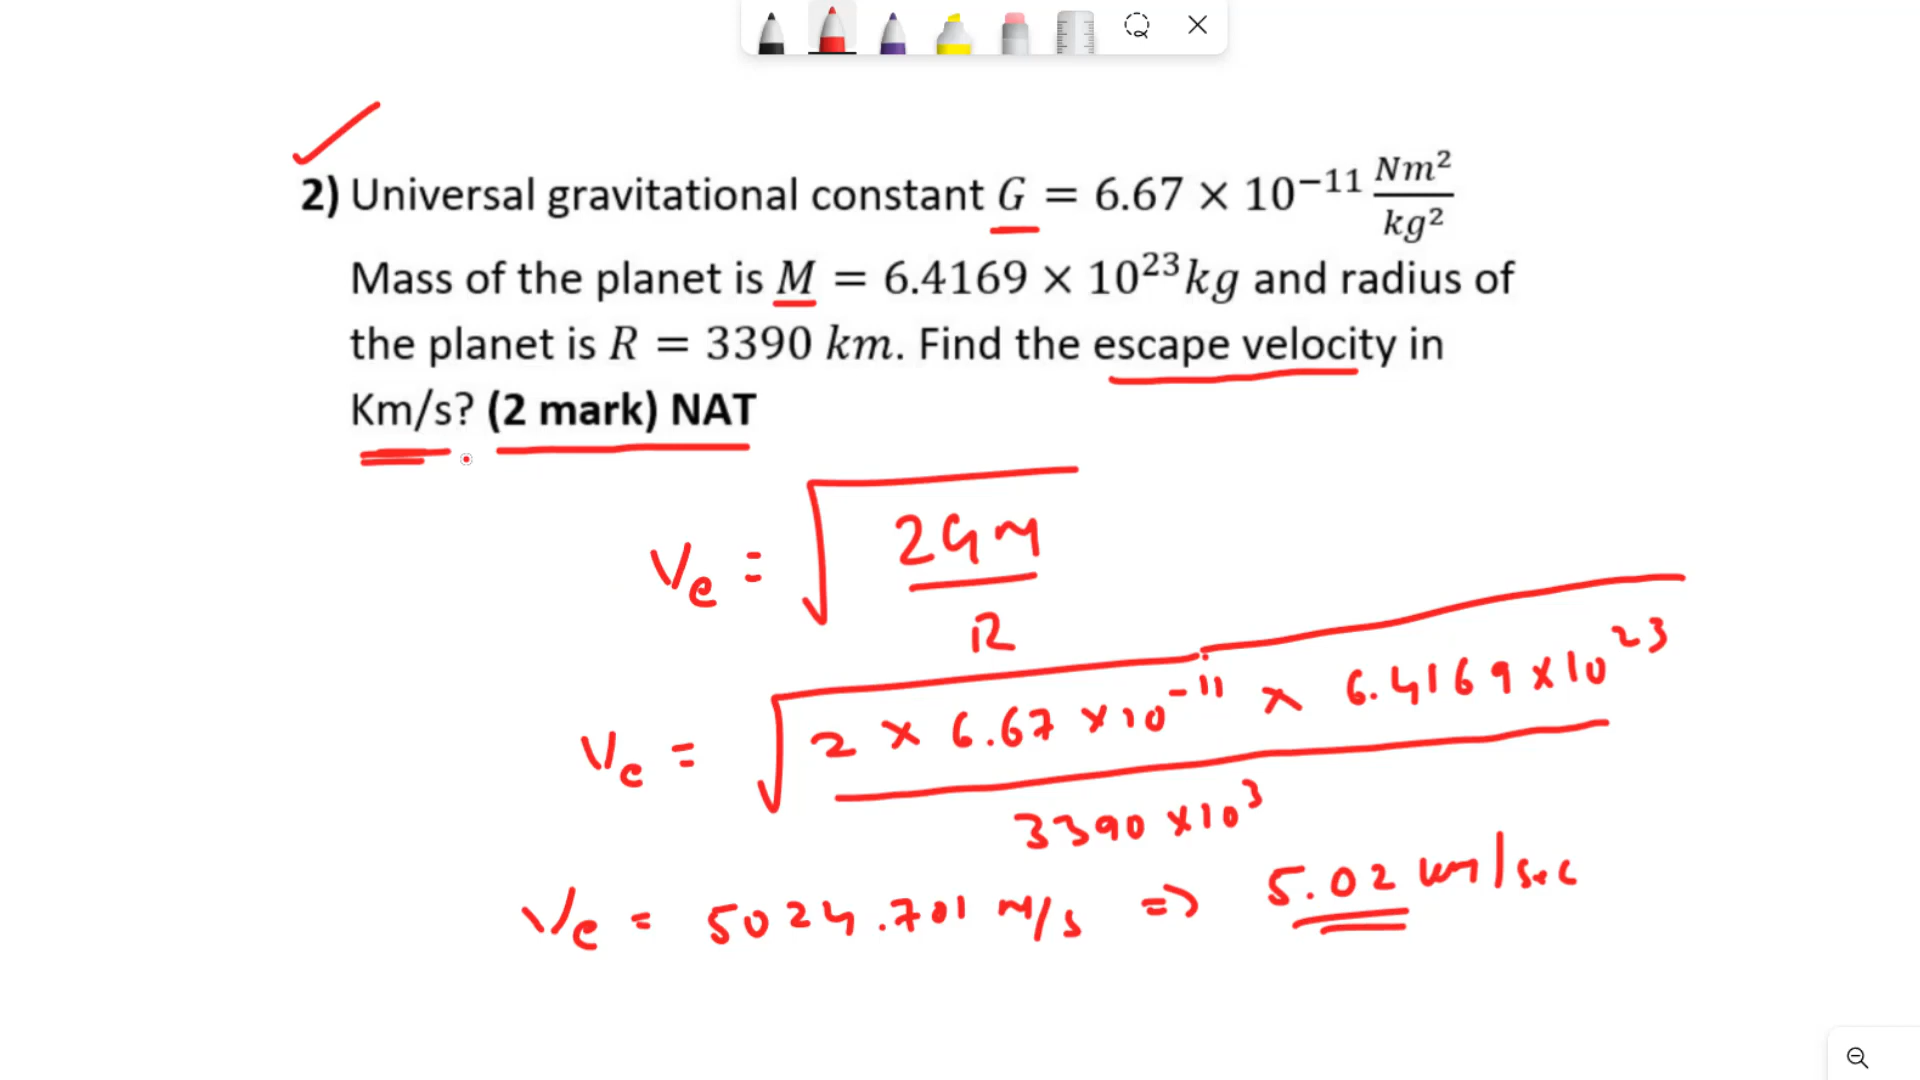 2) Universal gravitational constant G = 6.67 × 10⁻¹¹ Nm²/kg²
Mass of the planet is M = 6.4169 × 10²³kg and radius of
the planet is R = 3390 km. Find the escape velocity in
Km/s? (2 mark) NAT
Ve = √(2GM/R)
Ve = √(2 × 6.67 × 10⁻¹¹ × 6.4169 × 10²³ / 3390 × 10³)
Ve = 5024.701 M/s ⇒ 5.02 km/sec